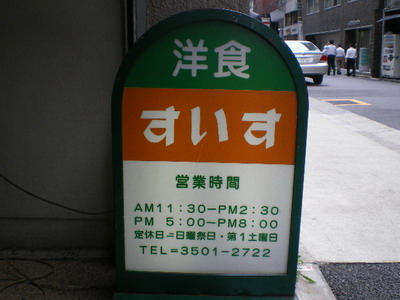 洋食
すいす
営業時間
AM11:30-PM2:30
PM 5:00-PM8:00
定休日=日曜祭日・第1土曜日
TEL=3501-2722